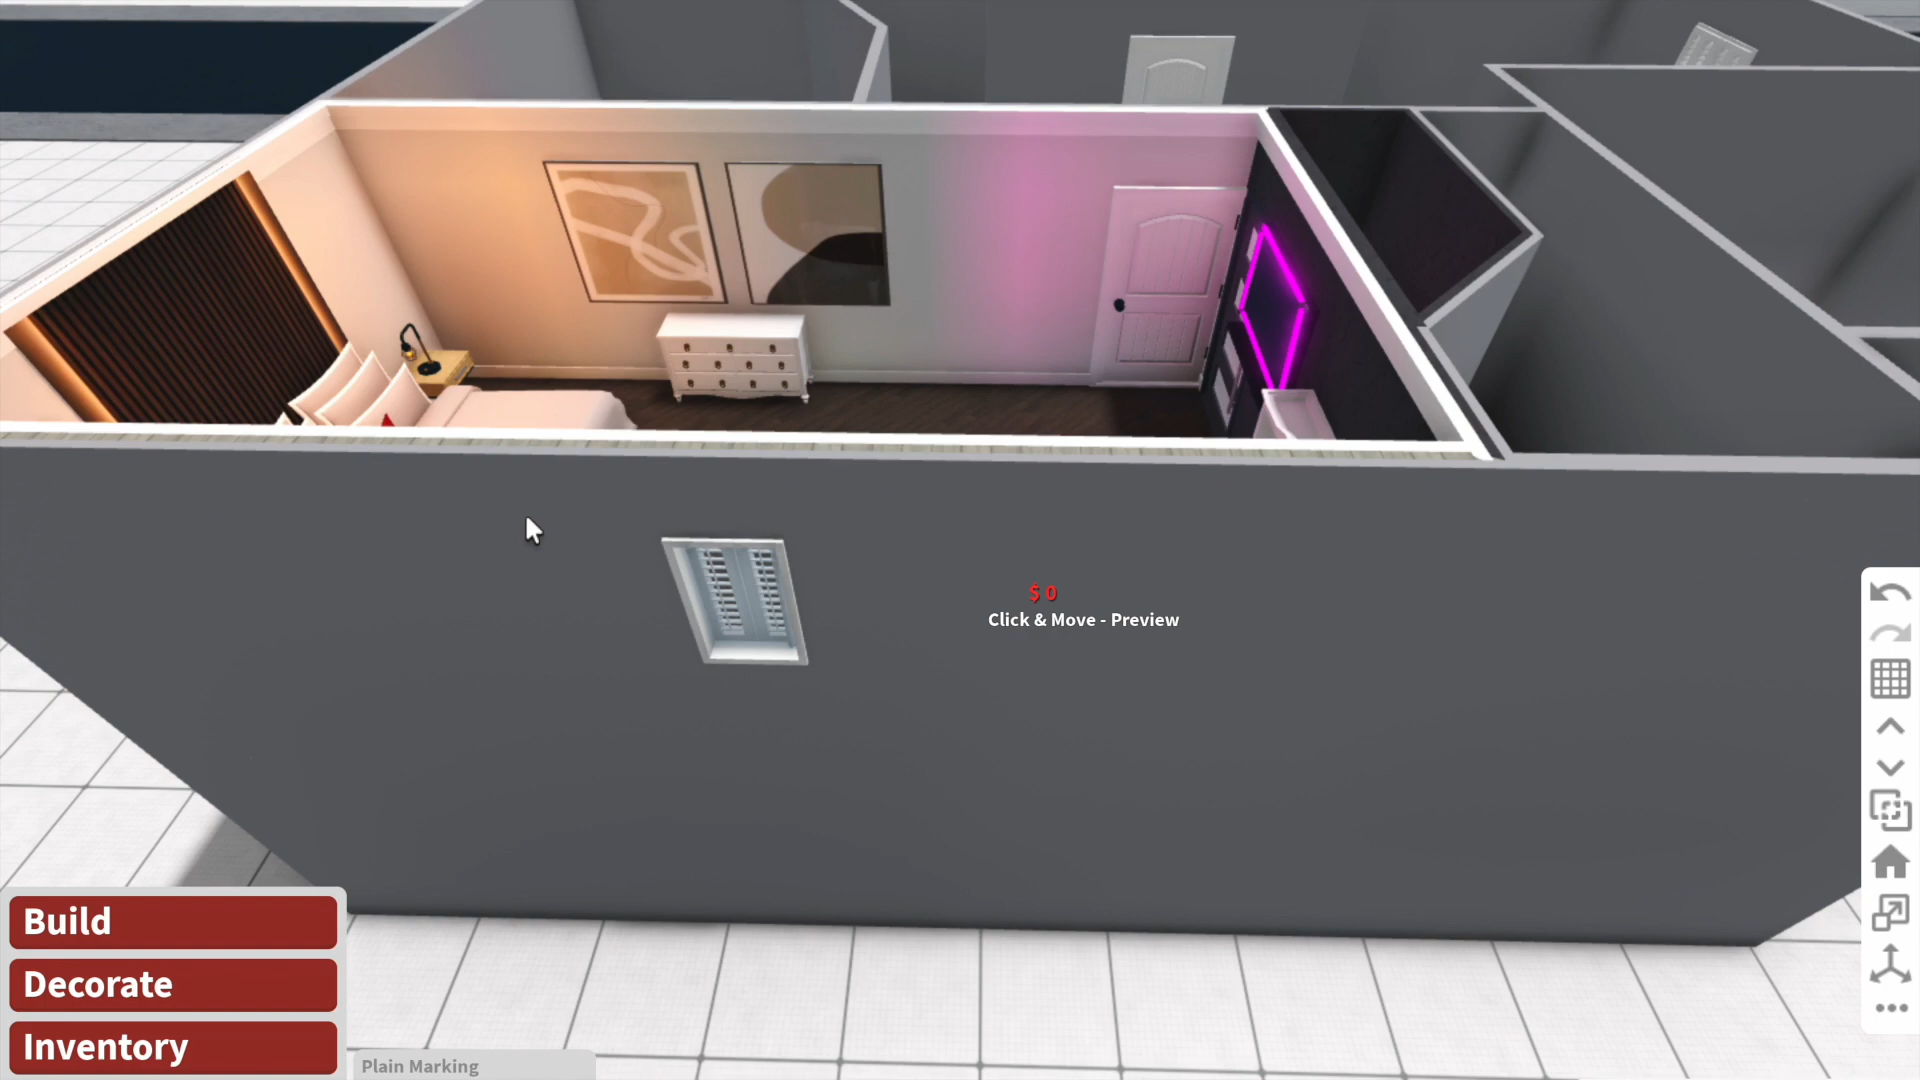 $ 0
Click & Move - Preview
Build
Decorate
Inventory
Plain Marking